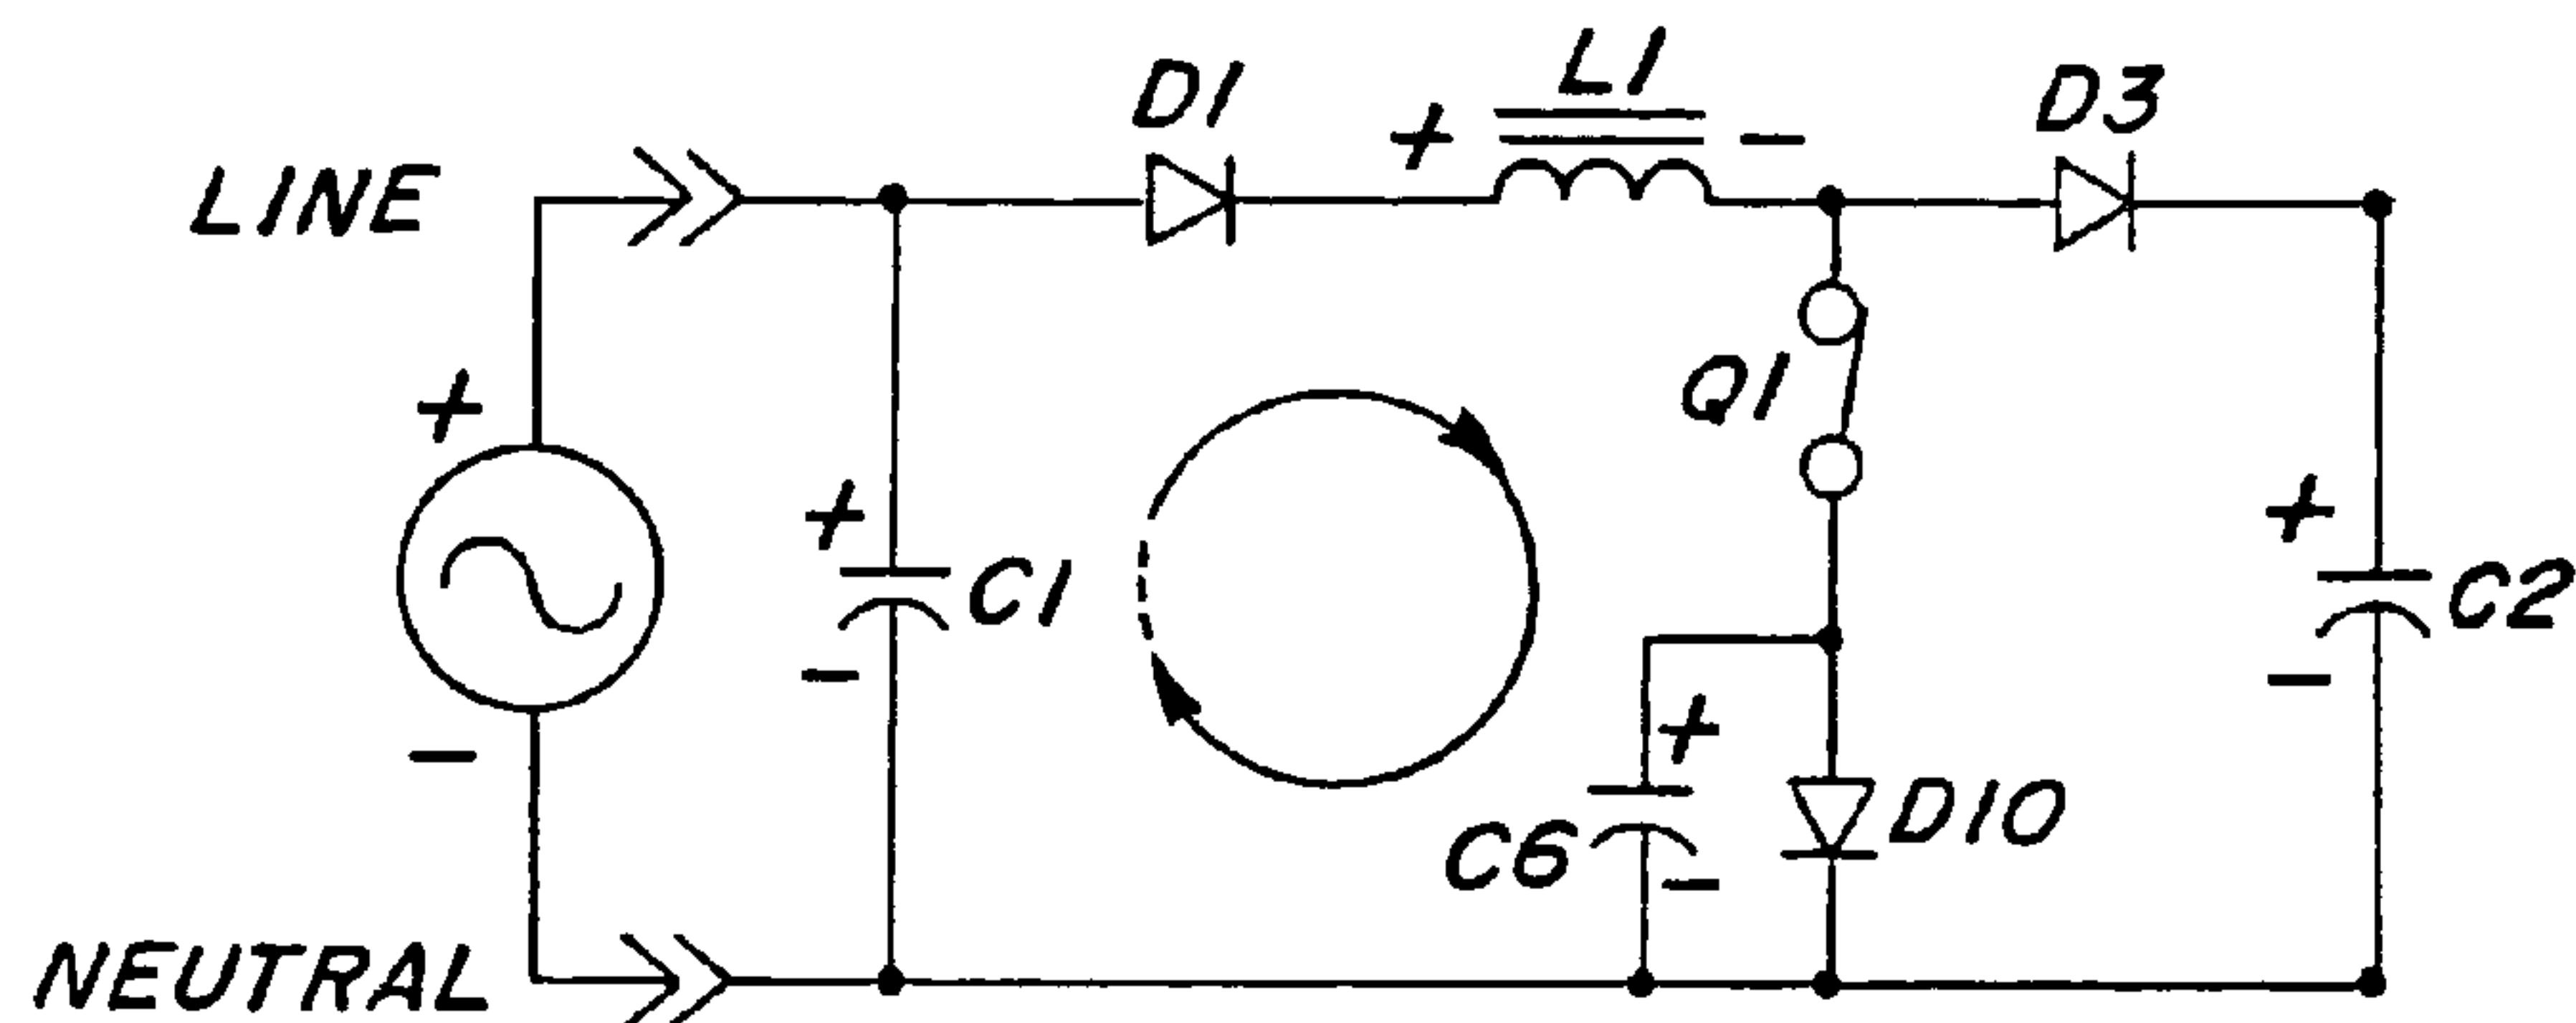 L1
D1
+
-
D3
LINE
+
Q1
+
+
C1
C2
-
-
+
-
C6
D10
-
NEUTRAL